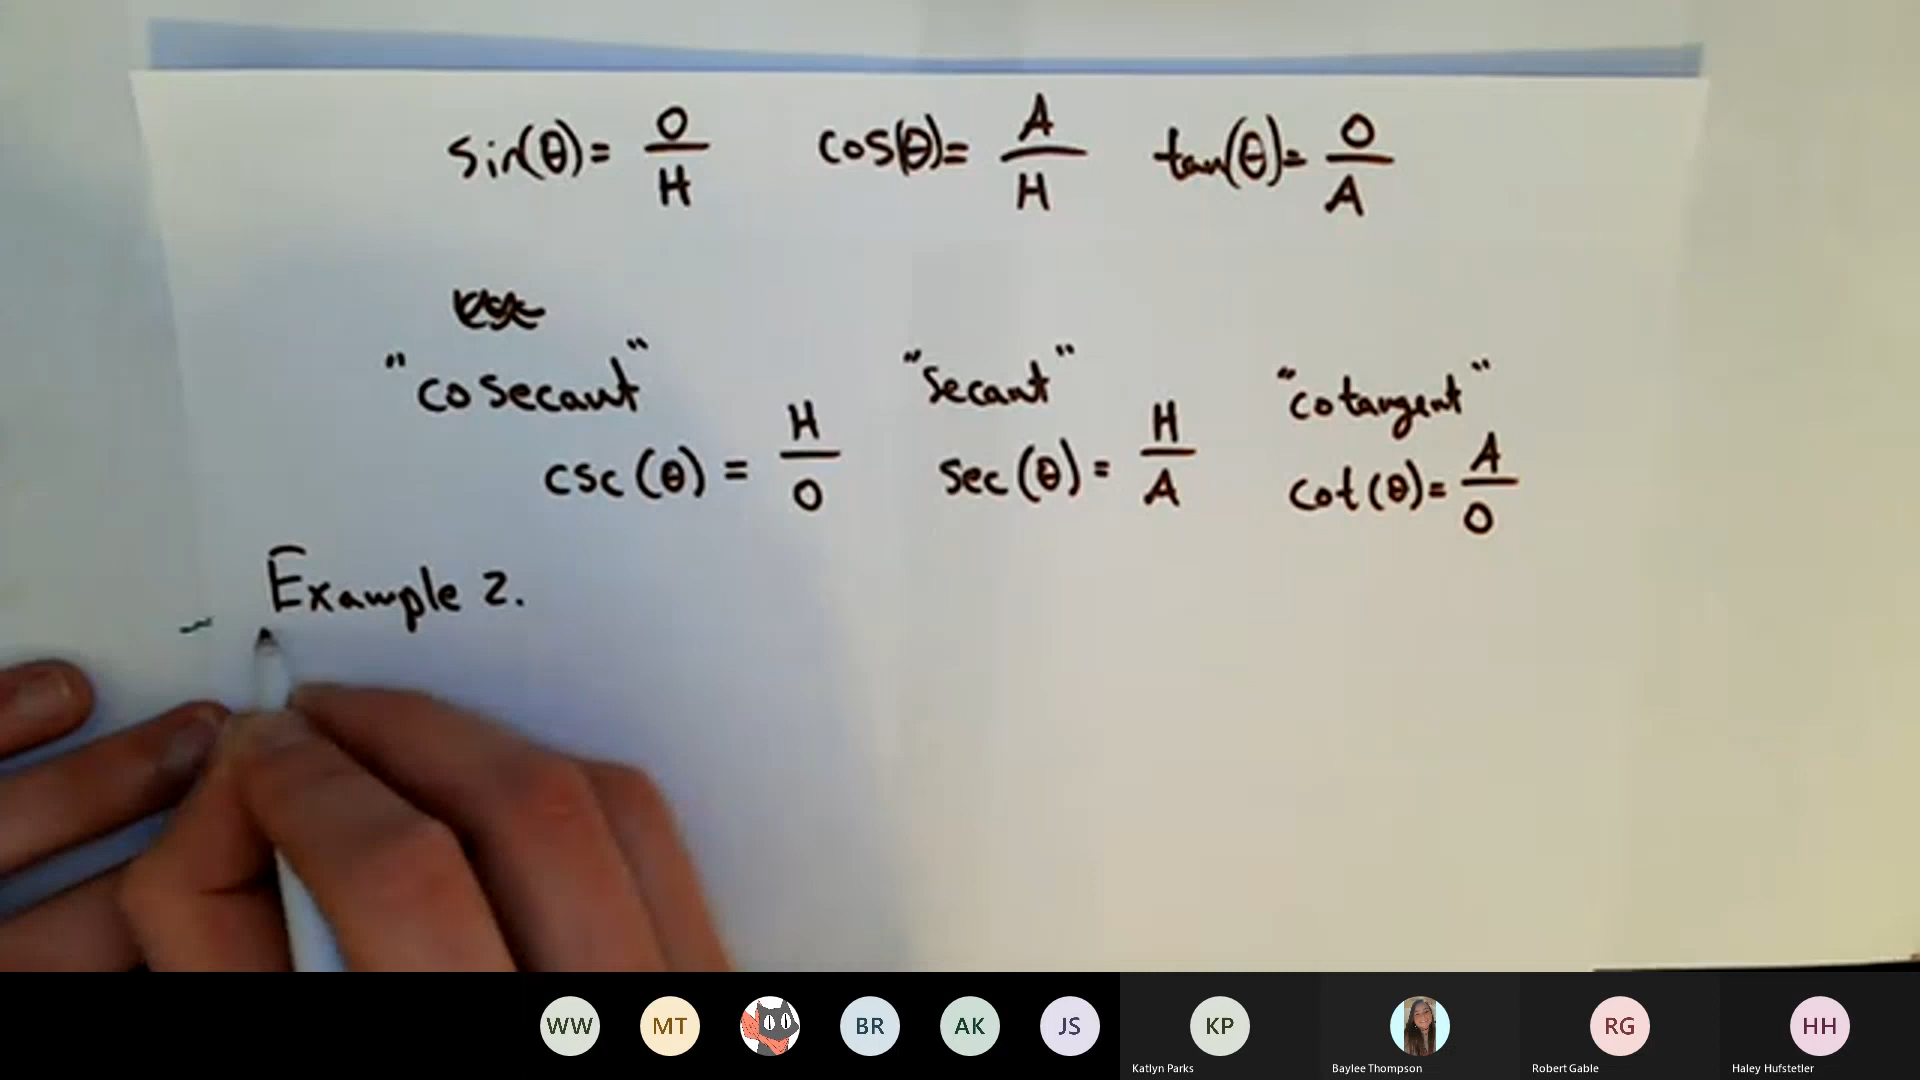 sin(θ)= O/H cos(θ)= A/H tan(θ)= O/A
"cosecant" "Secant" "cotangent"
csc(θ) = H/O sec(θ)= H/A cot(θ)= A/O
Example 2.
WW MT BR AK JS KP RG HH
Katlyn Parks Baylee Thompson Robert Gable Haley Hufstetler